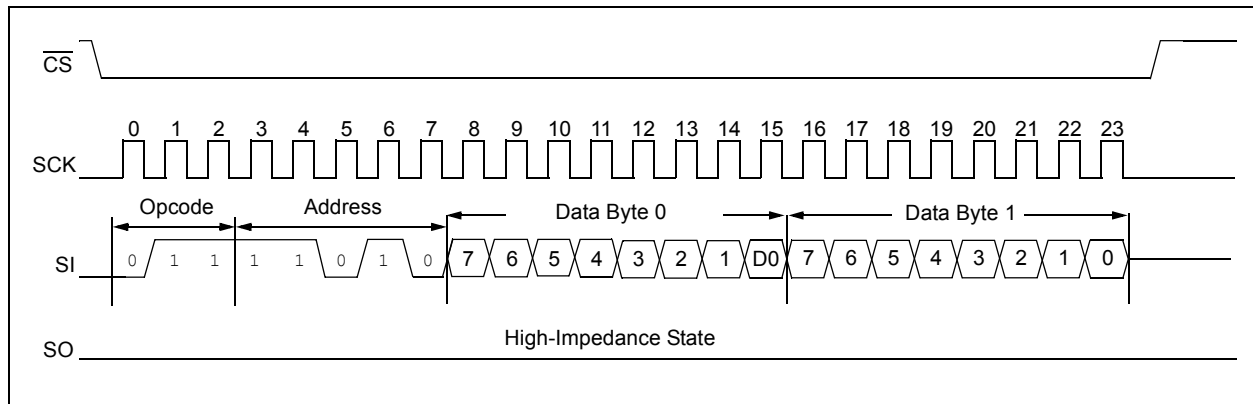 CS
0 1 2 3 4 5 6 7 8 9 10 11 12 13 14 15 16 17 18 19 20 21 22 23
SCK
Opcode Address Data Byte 0 Data Byte 1
SI 0 1 1 1 1 0 1 0 7 6 5 4 3 2 1 D0 7 6 5 4 3 2 1 0
High-Impedance State
SO